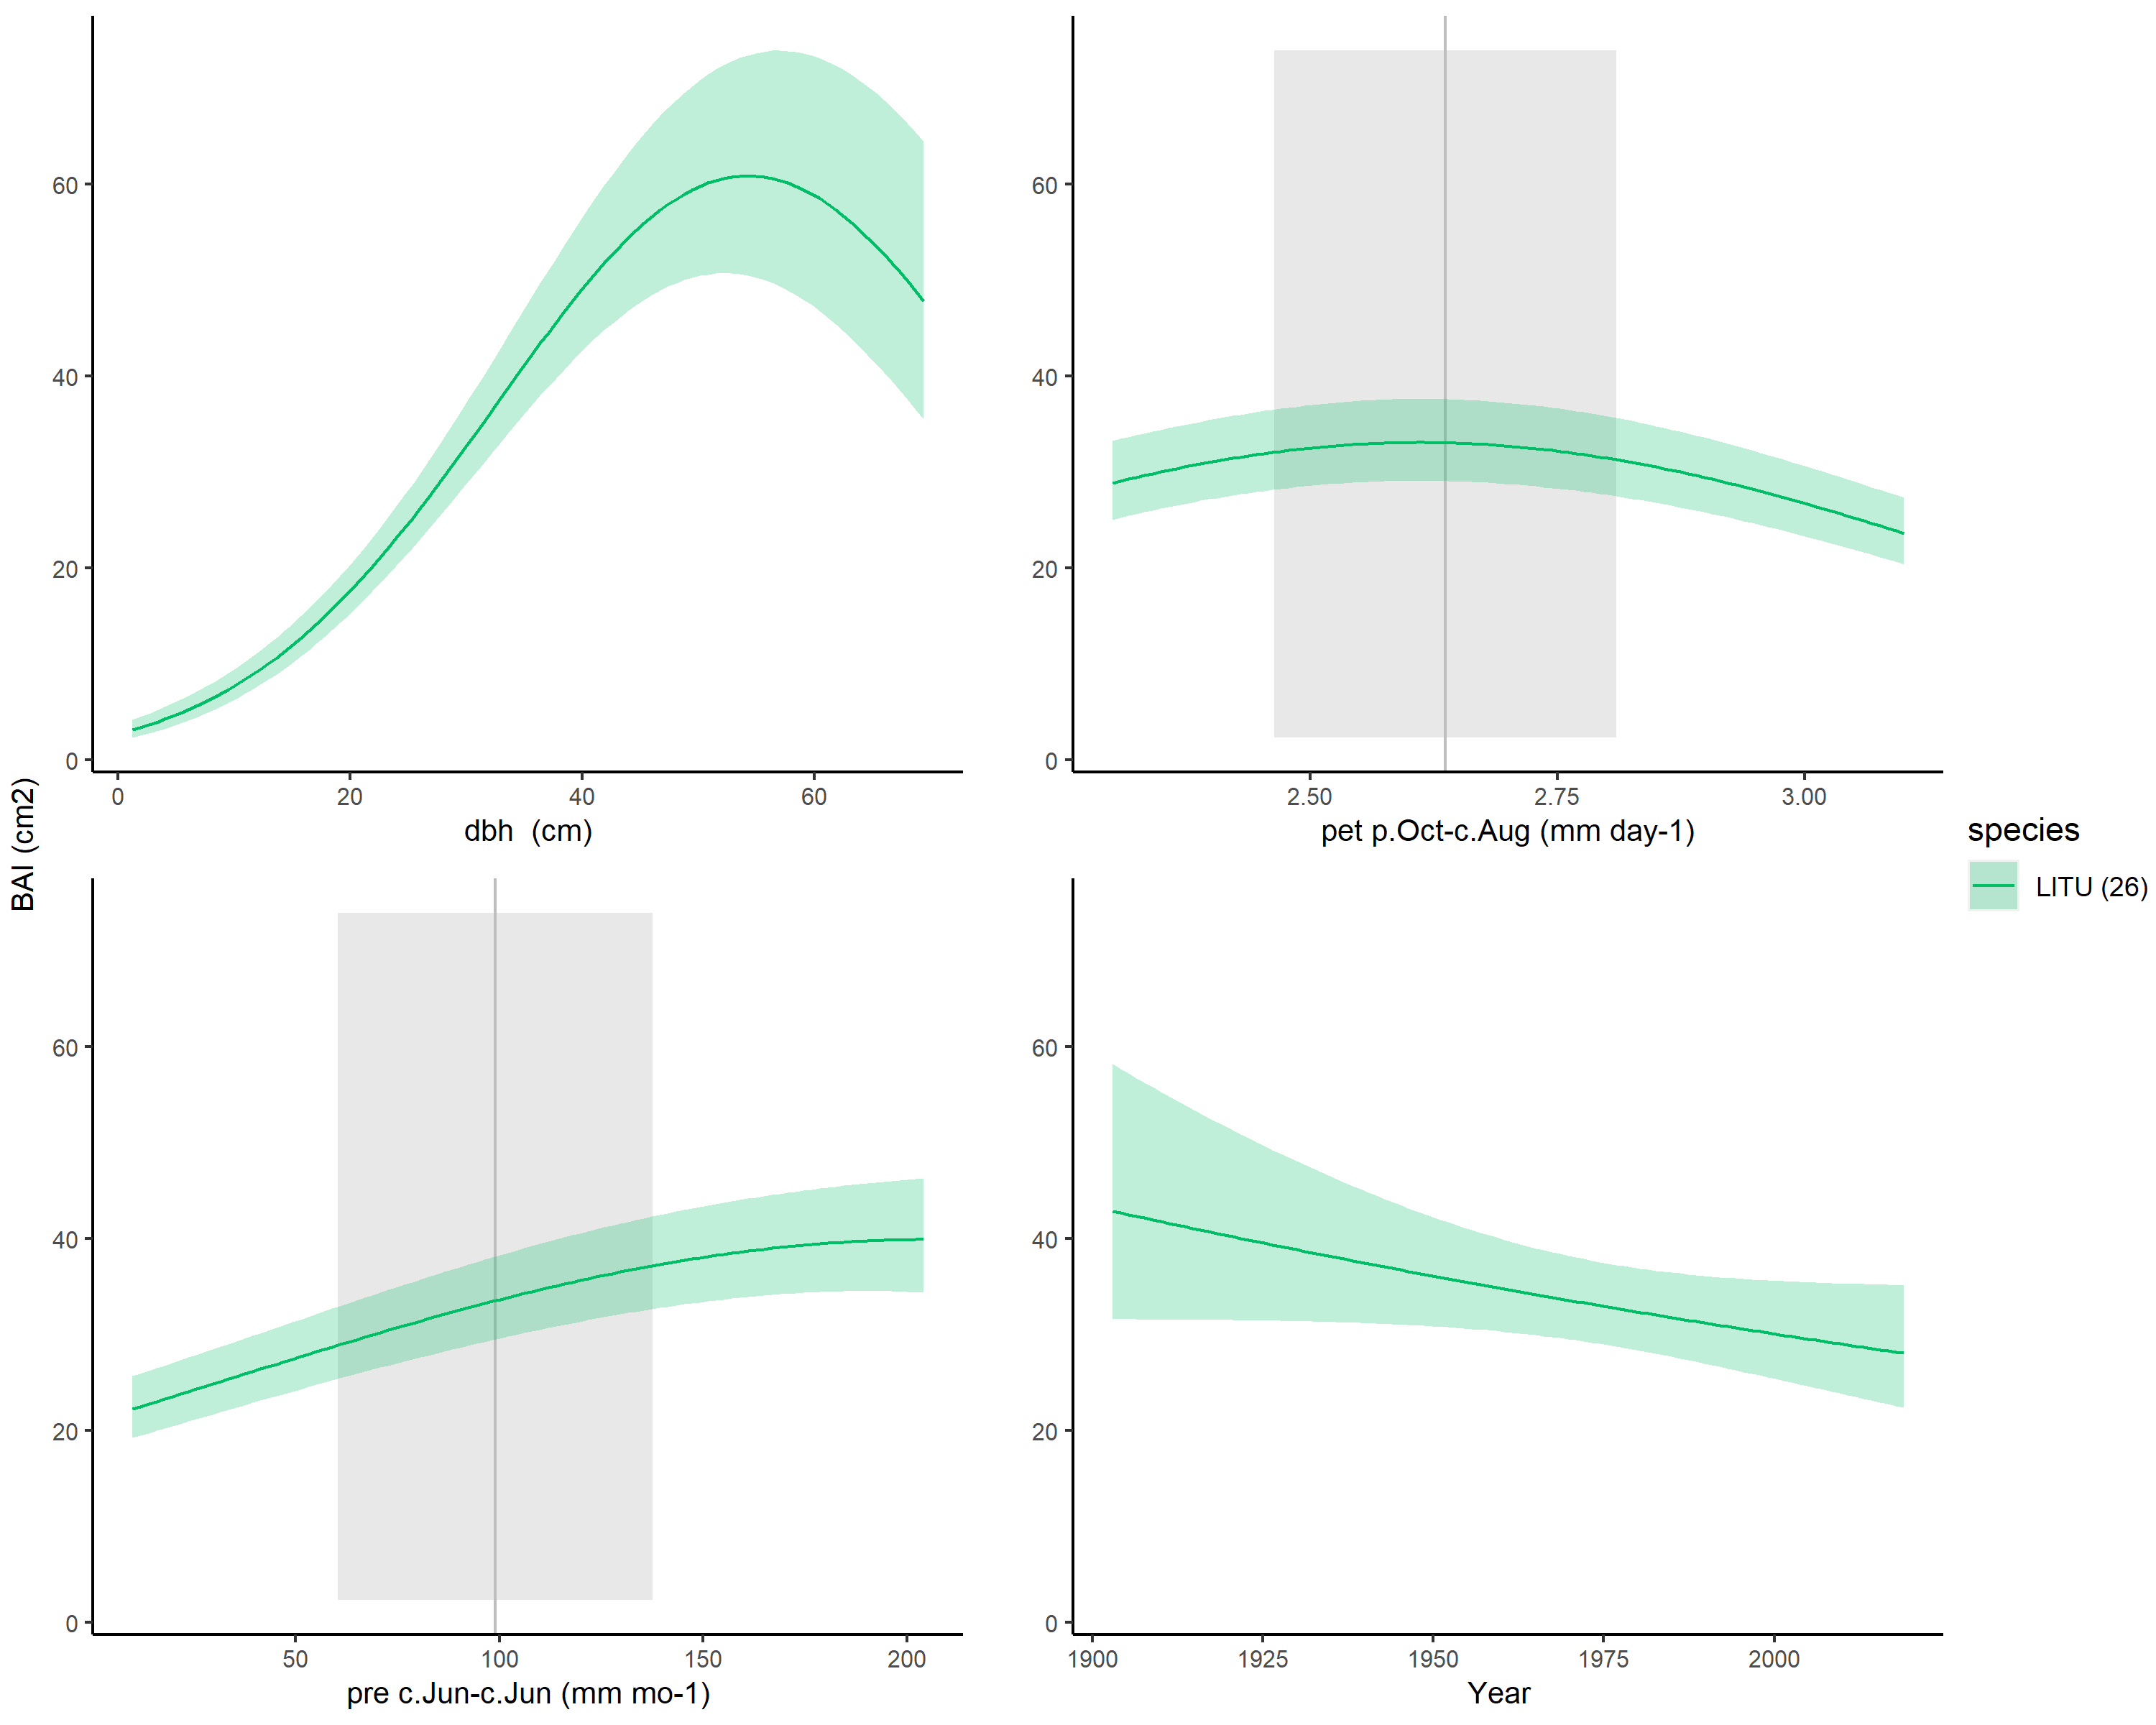 60
40
20
0
0 20 40 60
dbh  (cm)
60
40
20
0
2.50 2.75 3.00
pet p.Oct-c.Aug (mm day-1)
BAI (cm2)
species
LITU (26)
60
40
20
0
50 100 150 200
pre c.Jun-c.Jun (mm mo-1)
60
40
20
0
1900 1925 1950 1975 2000
Year